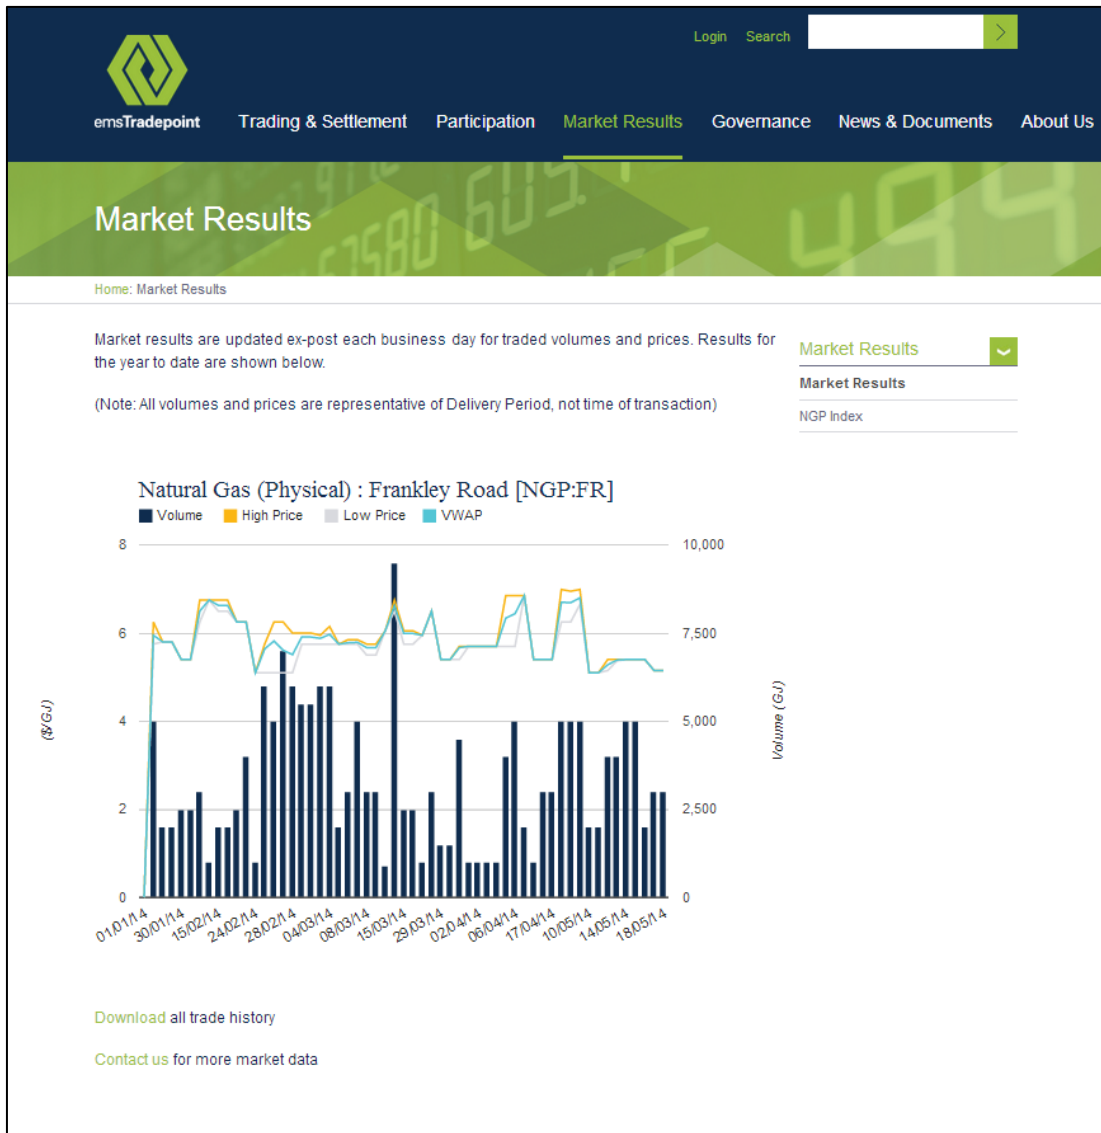 Login Search
emsTradepoint
Trading & Settlement Participation Market Results Governance News & Documents About Us
Market Results
Home: Market Results
Market results are updated ex-post each business day for traded volumes and prices. Results for
the year to date are shown below.
(Note: All volumes and prices are representative of Delivery Period, not time of transaction)
Market Results
Market Results
NGP Index
Natural Gas (Physical) : Frankley Road [NGP:FR]
Volume High Price Low Price VWAP
8 10,000
6 7,500
4 5,000
2 2,500
0 0
($/GJ)
Volume (GJ)
01/01/14 30/01/14 15/02/14 24/02/14 28/02/14 04/03/14 08/03/14 15/03/14 29/03/14 02/04/14 06/04/14 17/04/14 10/05/14 14/05/14 18/05/14
Download all trade history
Contact us for more market data